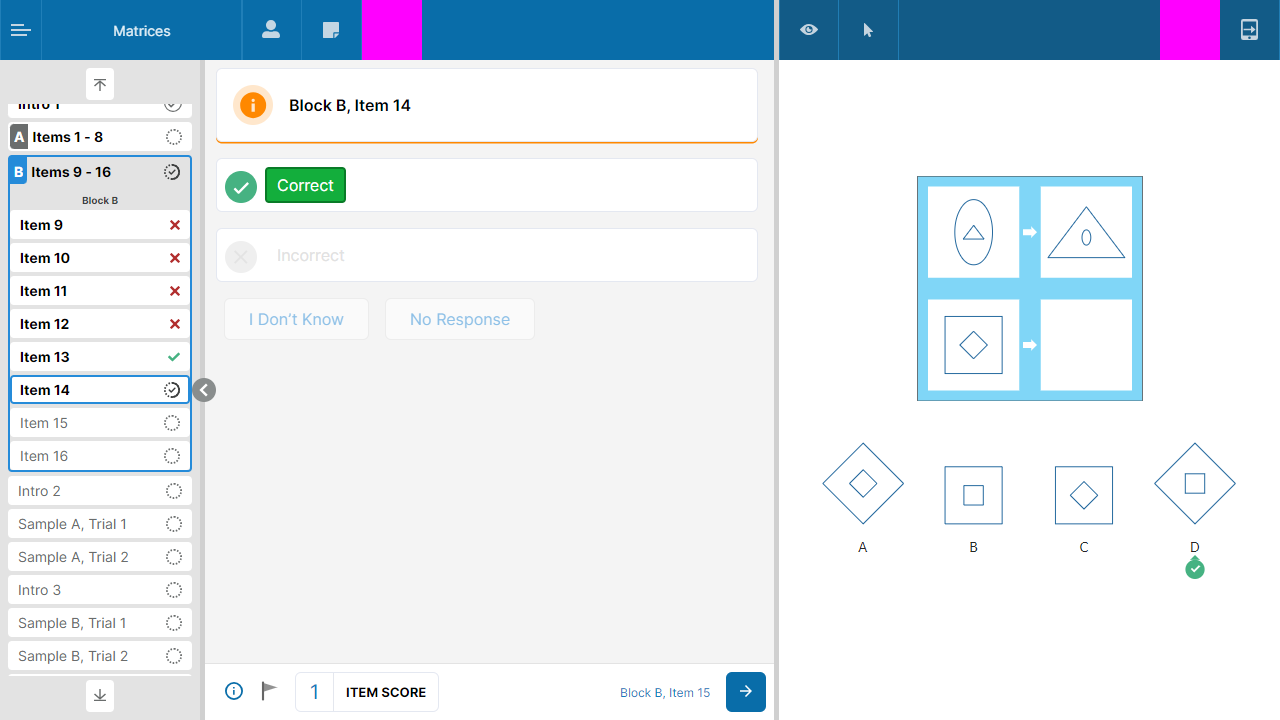 Matrices
Intro 1
A Items 1 - 8
B Items 9 - 16
Block B
Item 9
Item 10
Item 11
Item 12
Item 13
Item 14
Item 15
Item 16
Intro 2
Sample A, Trial 1
Sample A, Trial 2
Intro 3
Sample B, Trial 1
Sample B, Trial 2
Block B, Item 14
Correct
Incorrect
I Don’t Know
No Response
1 ITEM SCORE
Block B, Item 15
A B C D